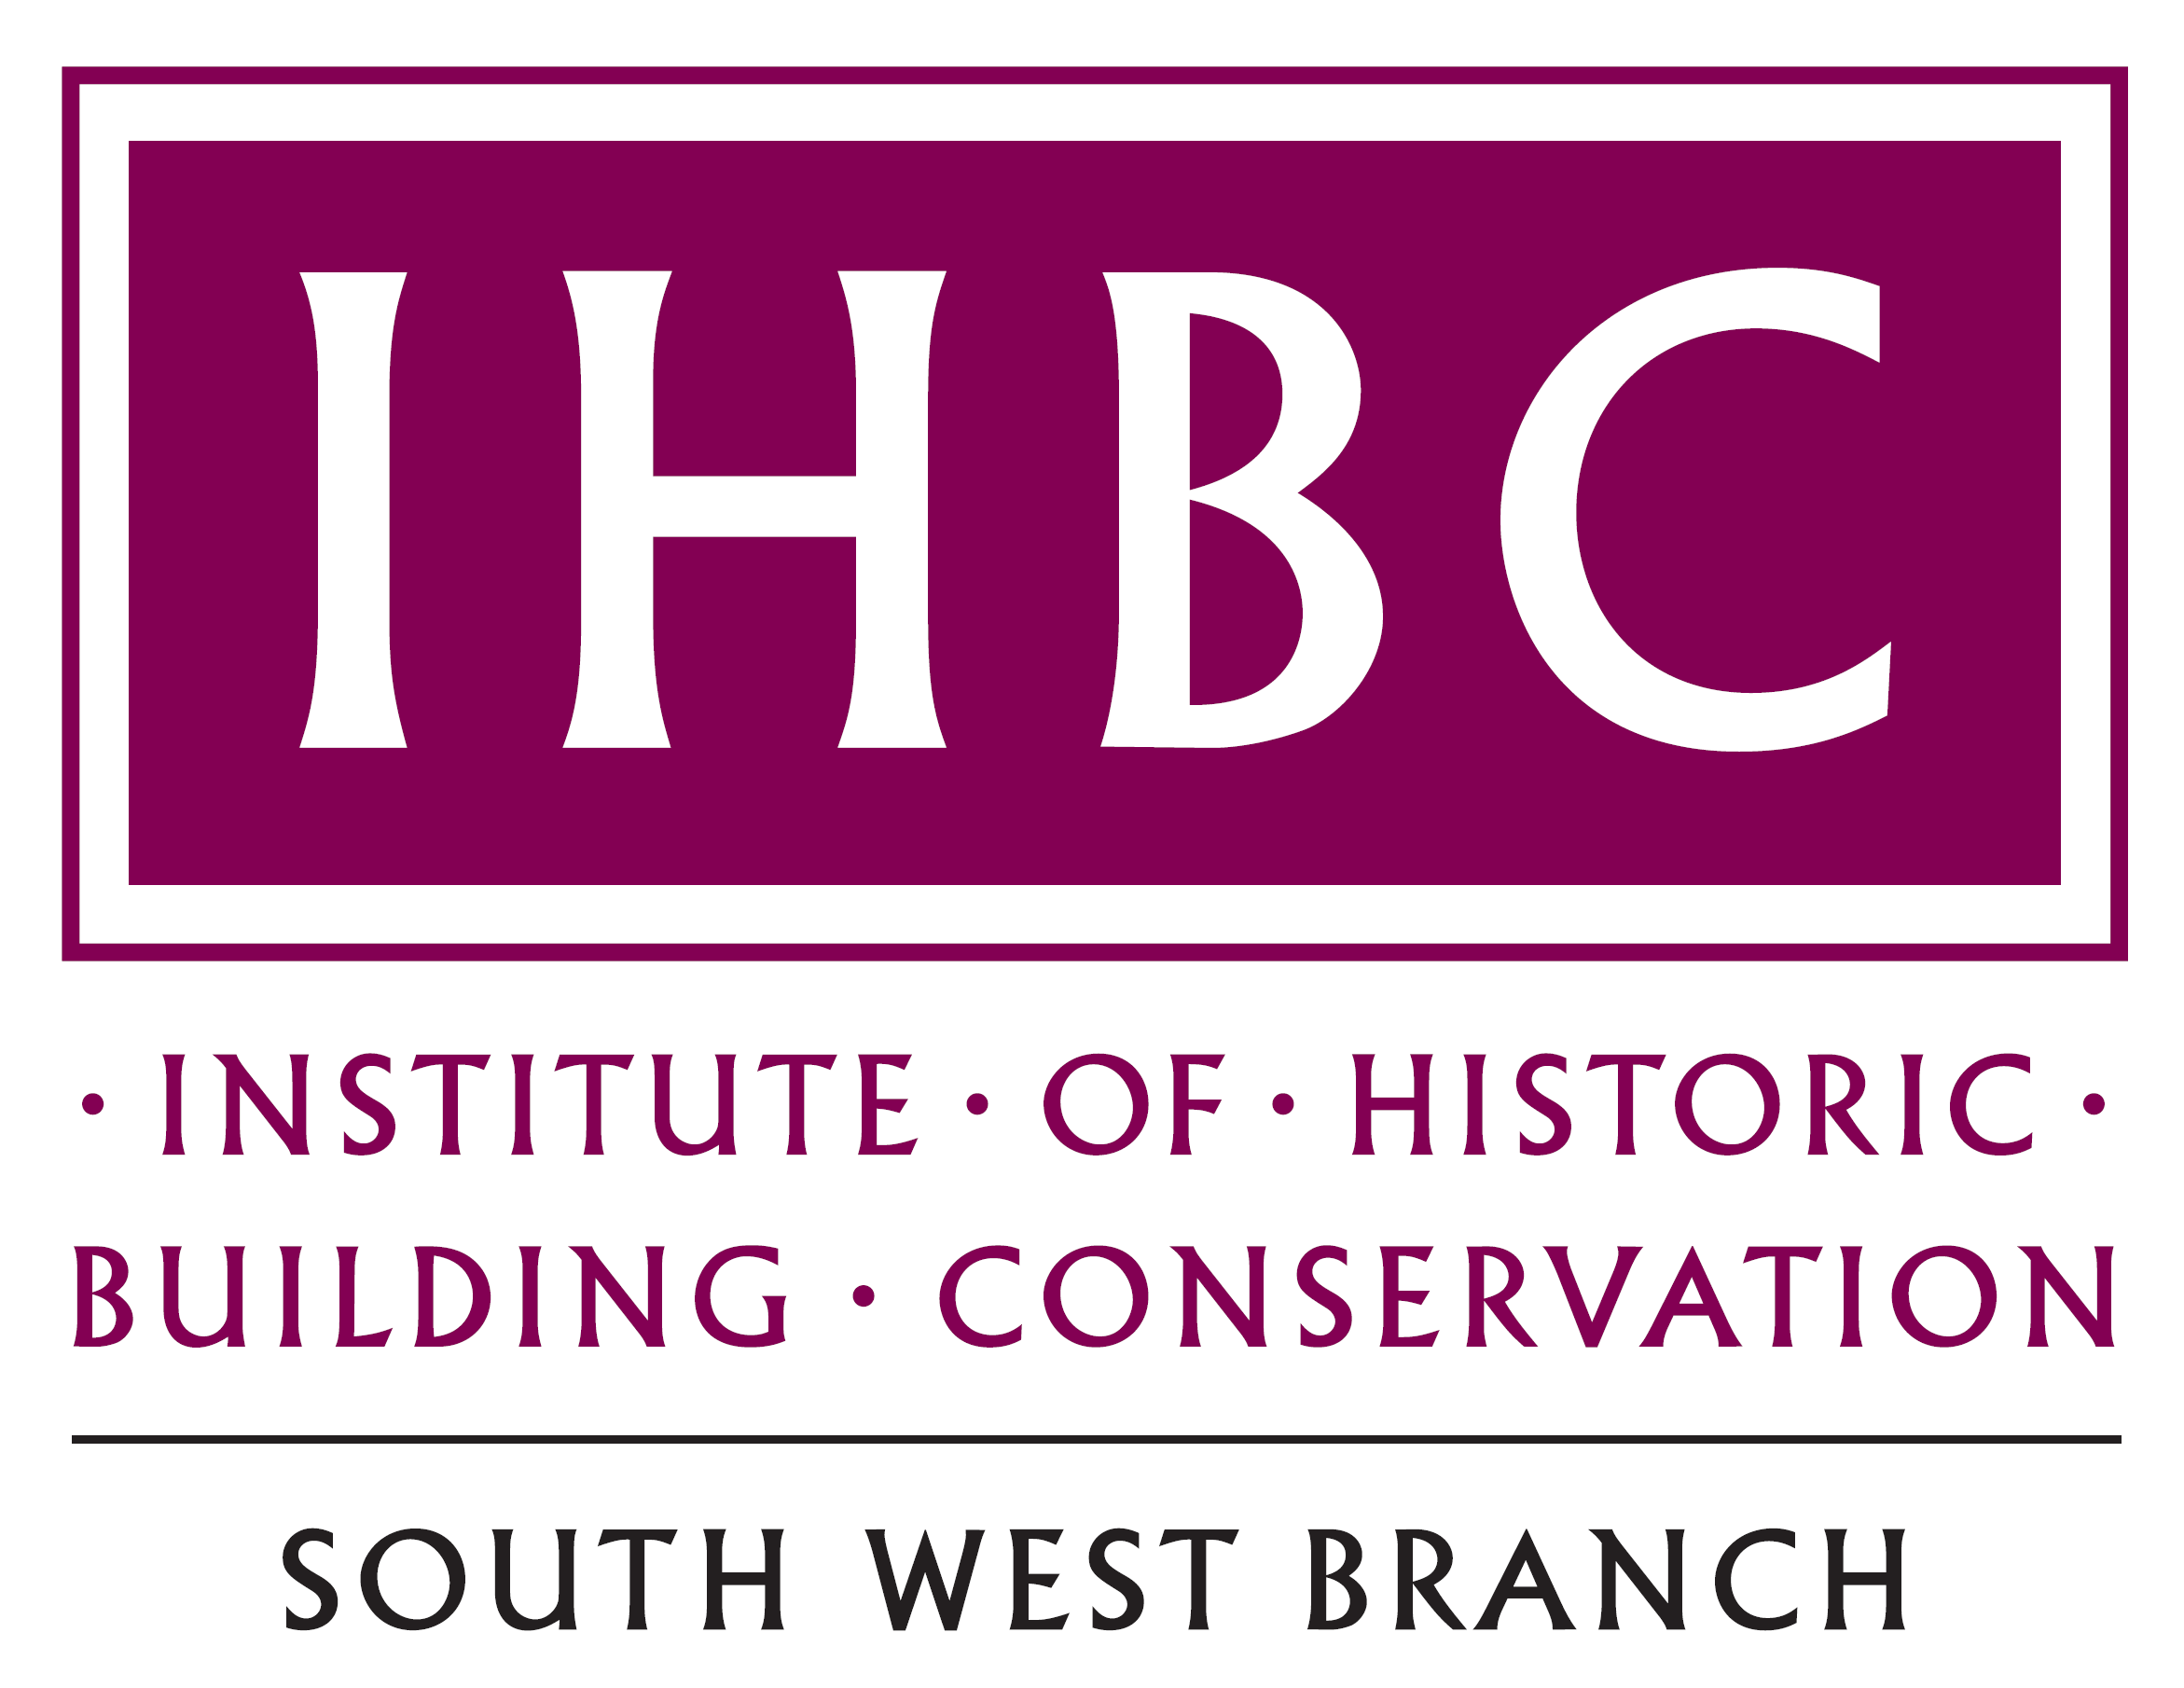 IHBC
· INSTITUTE · OF · HISTORIC ·
BUILDING · CONSERVATION
SOUTH WEST BRANCH